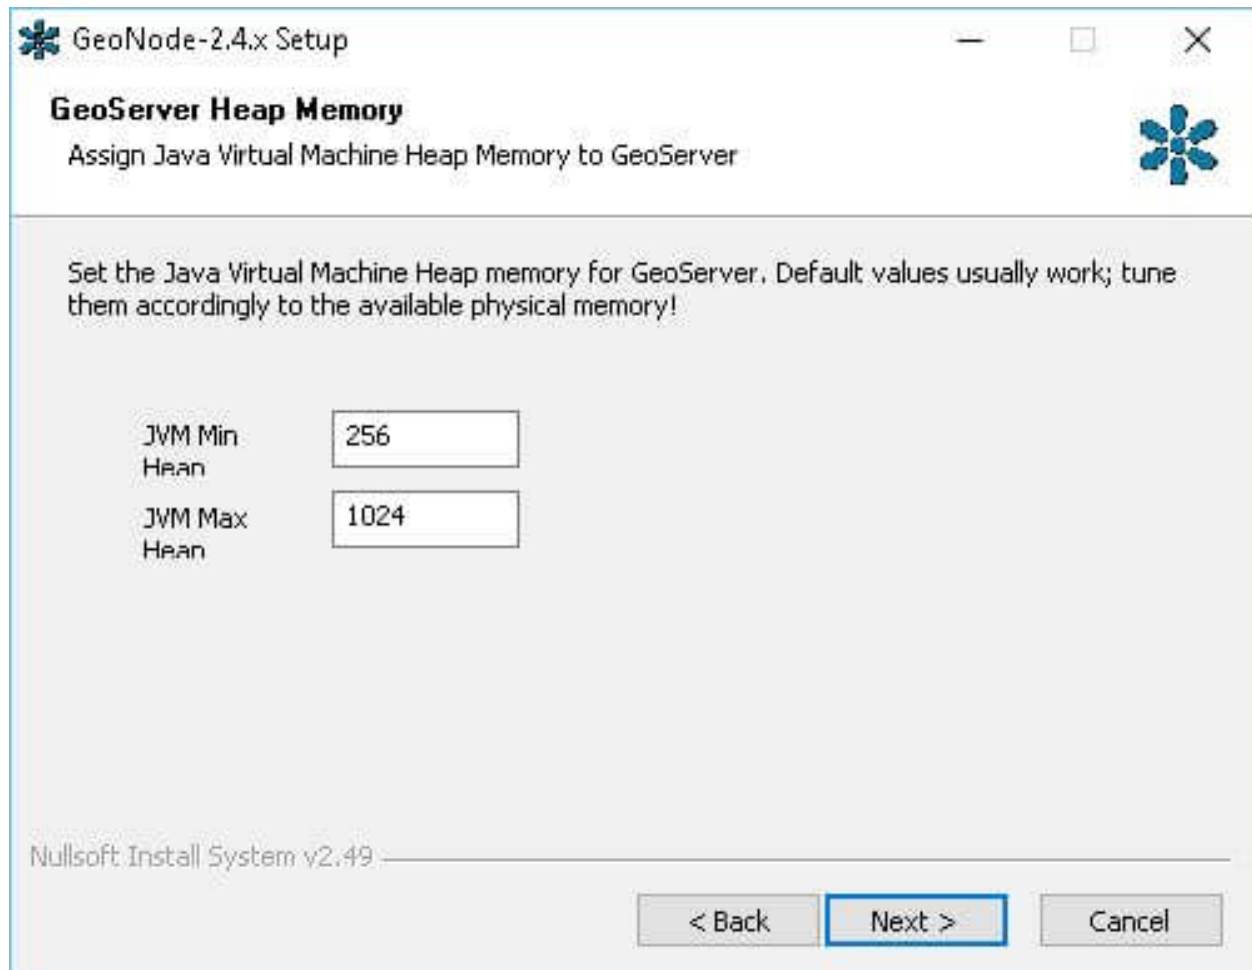 GeoNode-2.4.x Setup
GeoServer Heap Memory
Assign Java Virtual Machine Heap Memory to GeoServer
Set the Java Virtual Machine Heap memory for GeoServer. Default values usually work; tune
them accordingly to the available physical memory!
JVM Min
Heap
256
JVM Max
Heap
1024
Nullsoft Install System v2.49
< Back
Next >
Cancel